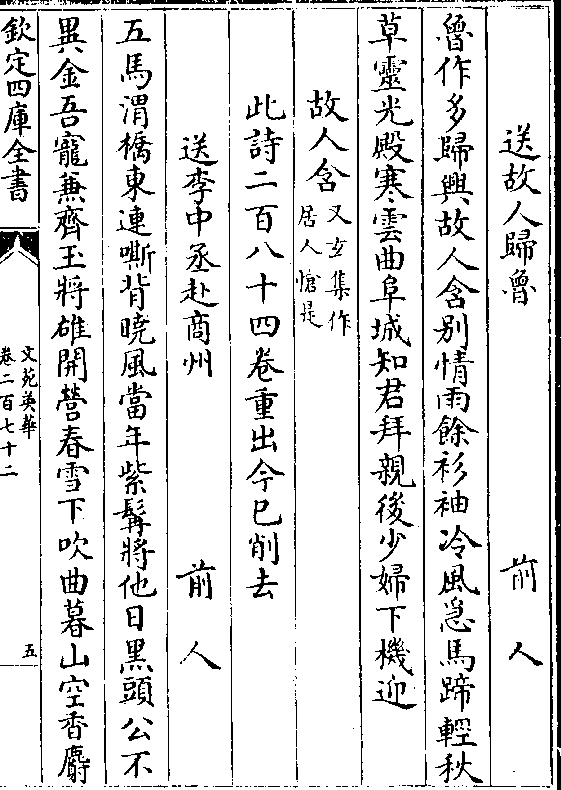 送故人歸魯 前人
魯作多歸興故人含別情雨餘衫袖冷風急馬蹄輕秋
草靈光殿寒雲曲阜城知君拜親後少婦下機迎
故人含
又玄集作
居人愴是
此詩二百八十四卷重出今已削去
送李中丞赴商州 前人
五馬渭橋東連嘶背曉風當年紫髯將他日黑頭公不
異金吾寵兼齊玉將雄開營春雪下吹曲暮山空香麝
欽定四庫全書
文苑英華
卷二百七十二
五